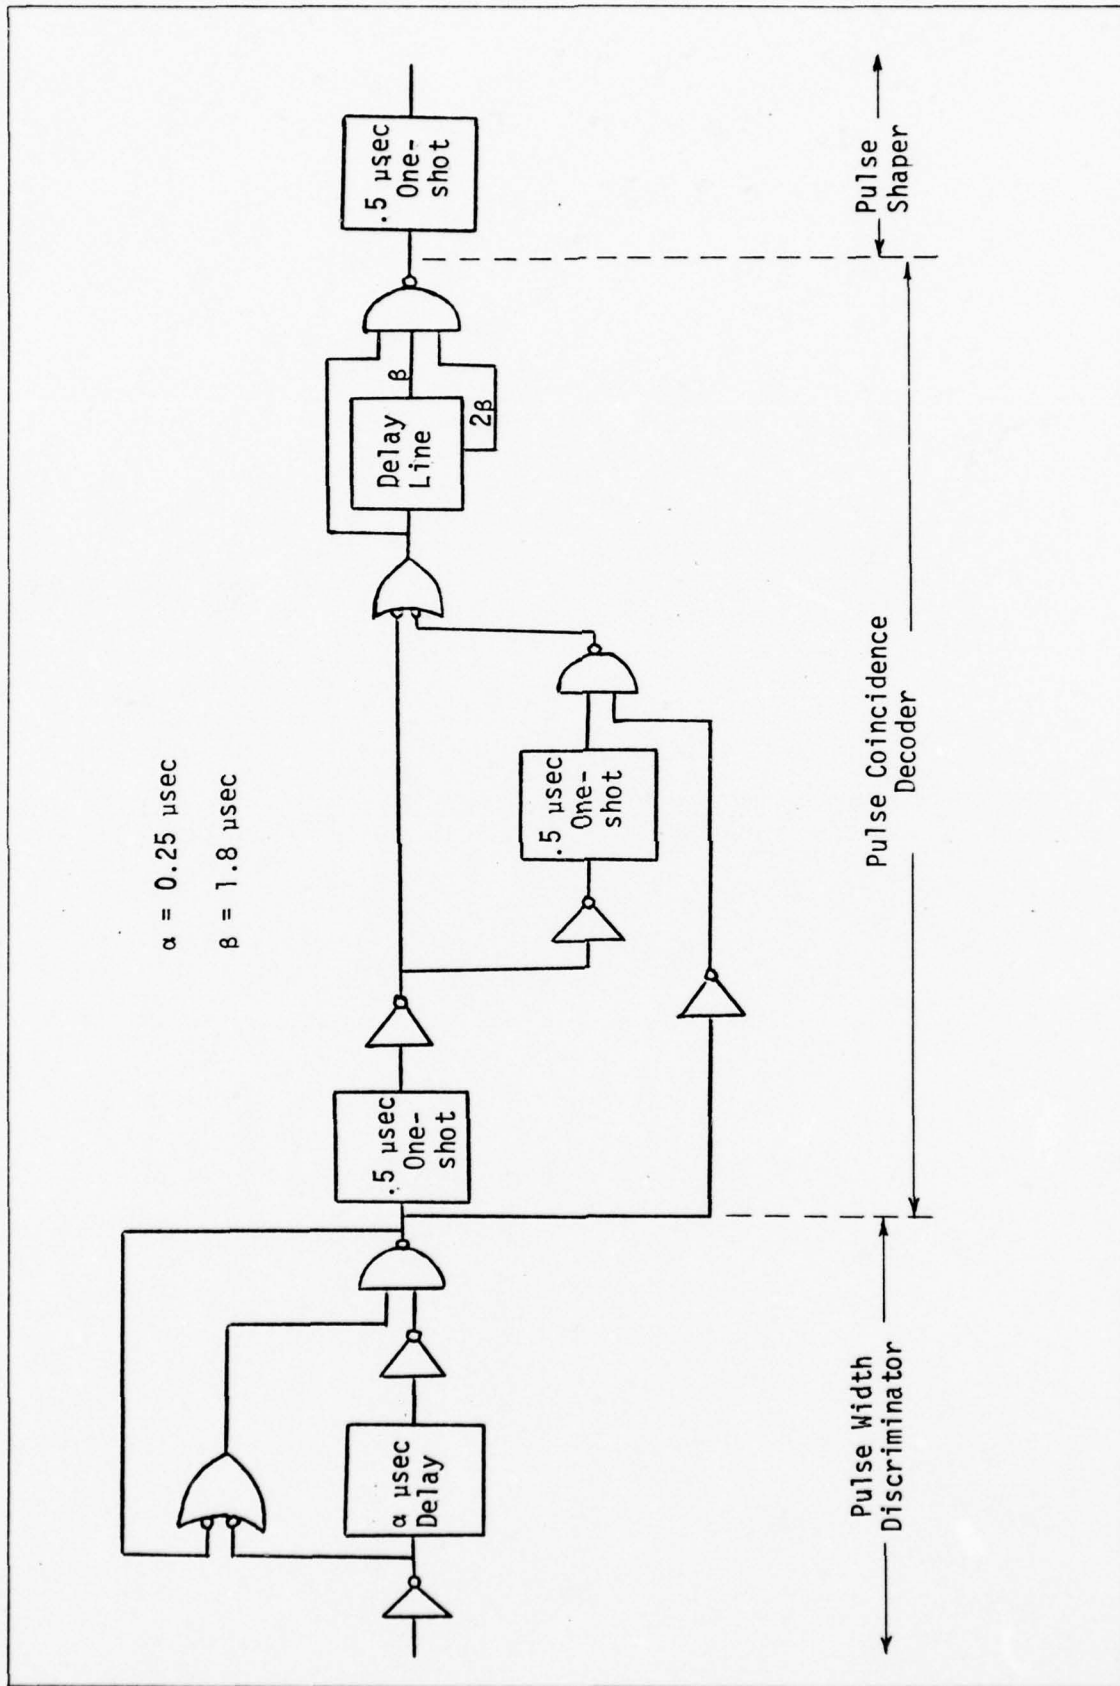 α = 0.25 µsec
β = 1.8 µsec
α µsec
Delay
.5 µsec
One-
shot
.5 µsec
One-
shot
Delay
Line
β
2β
.5 µsec
One-
shot
Pulse Width
Discriminator
Pulse Coincidence
Decoder
Pulse
Shaper